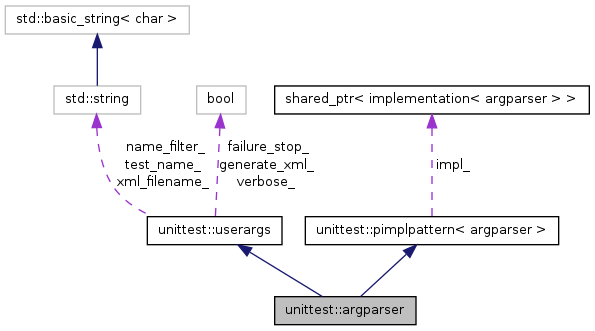 std::basic_string< char >
std::string
bool
shared_ptr< implementation< argparser > >
name_filter_
test_name_
xml_filename_
failure_stop_
generate_xml_
verbose_
impl_
unittest::userargs
unittest::pimplpattern< argparser >
unittest::argparser